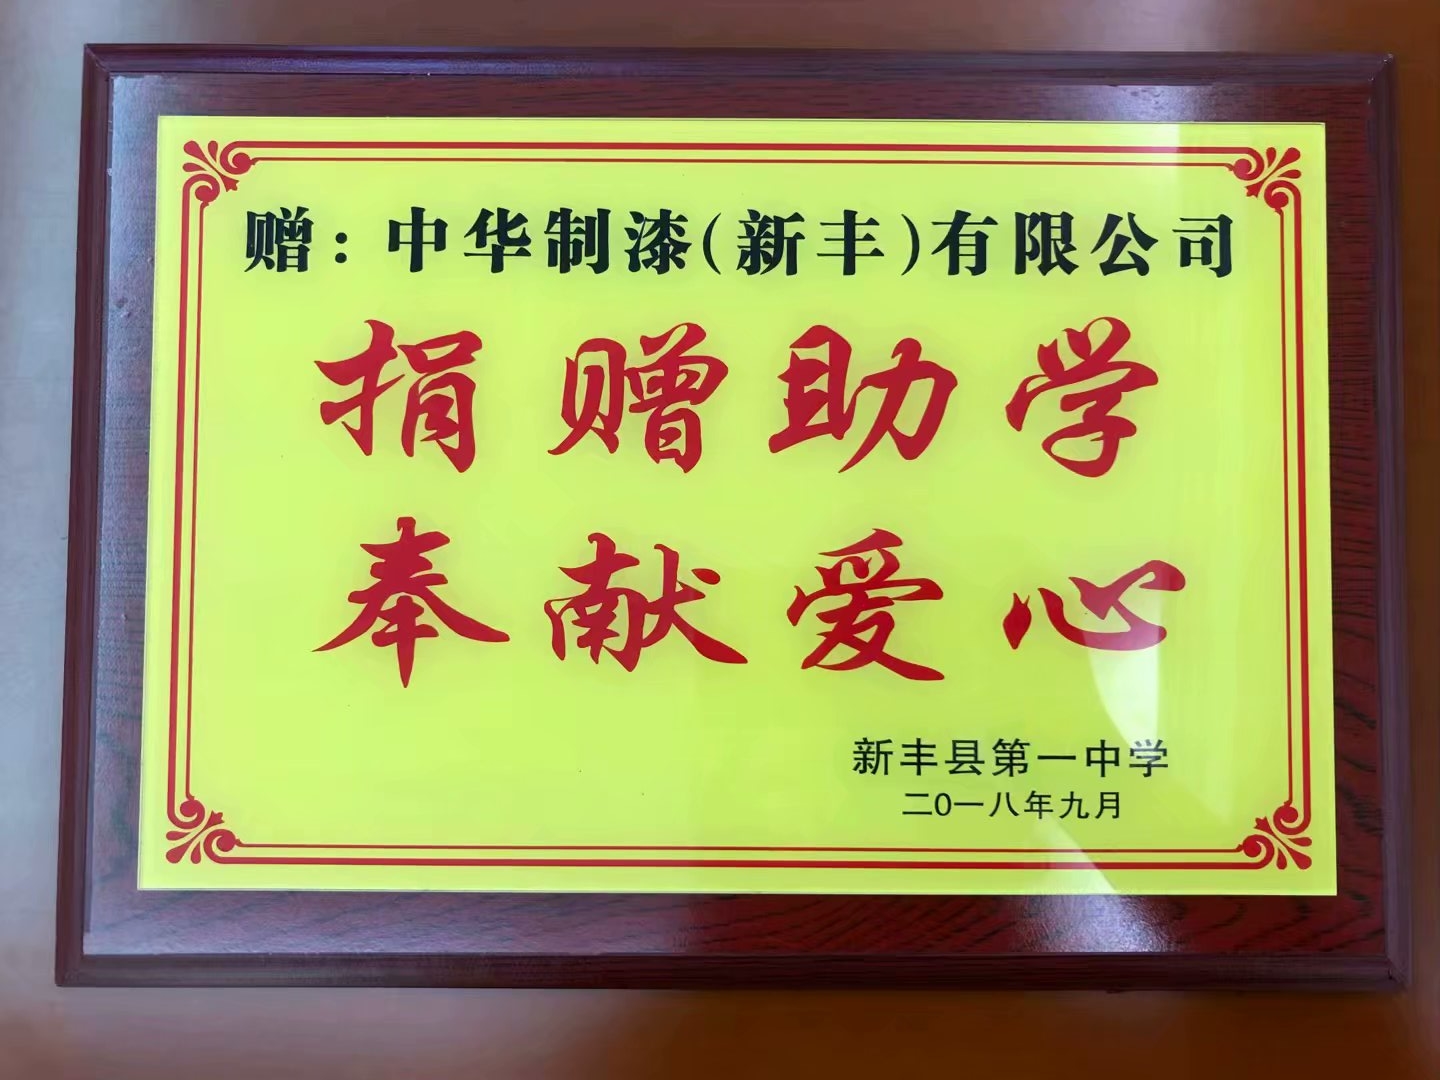 赠：中华制漆(新丰)有限公司
捐赠助学
奉献爱心
新丰县第一中学
二0一八年九月